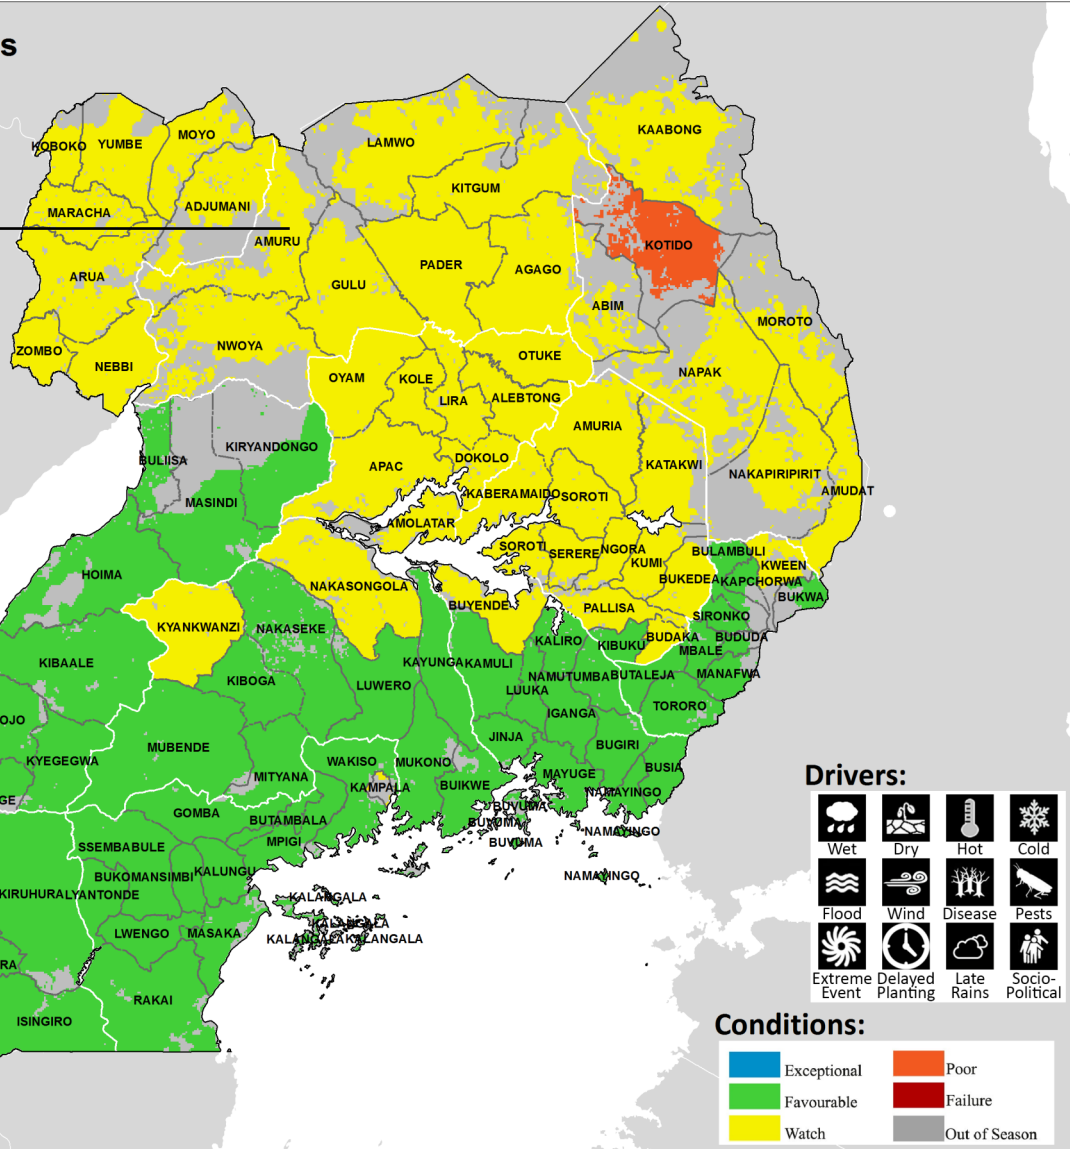 s
KOBOKO
YUMBE
MOYO
LAMWO
KAABONG
MARACHA
ADJUMANI
KITGUM
AMURU
KOTIDO
ARUA
GULU
PADER
AGAGO
ABIM
MOROTO
ZOMBO
NEBBI
NWOYA
OTUKE
OYAM
KOLE
NAPAK
LIRA
ALEBTONG
AMURIA
BULIISA
KIRYANDONGO
APAC
DOKOLO
KATAKWI
NAKAPIRIPIRIT
MASINDI
KABERAMAIDO
SOROTI
AMUDAT
AMOLATAR
HOIMA
SOROTI
SERERE
NGORA
KUMI
BULAMBULI
KWEEN
NAKASONGOLA
BUKEDEA
KAPCHORWA
BUKWA
BUYENDE
PALLISA
SIRONKO
KYANKWANZI
NAKASEKE
KALIRO
KIBUKU
BUDAKA
BUDUDA
MBALE
KIBAALE
KAYUNGA
KAMULI
KIBOGA
LUWERO
NAMUTUMBA
BUTALEJA
MANAFWA
LUUKA
OJO
IGANGA
TORORO
MUBENDE
JINJA
BUGIRI
KYEGEGWA
WAKISO
MUKONO
BUSIA
MITYANA
KAMPALA
BUIKWE
MAYUGE
NAMAYINGO
GE
GOMBA
BUTAMBALA
BUVUMA
BUVUMA
NAMAYINGO
MPIGI
BUVUMA
SSEMBABULE
BUKOMANSIMBI
KALUNGU
NAMAYINGO
KIRUHURA
LYANTONDE
KALANGALA
KALANGALA
LWENGO
MASAKA
KALANGALA
KALANGALA
RA
RAKAI
ISINGIRO
Drivers:
Wet
Dry
Hot
Cold
Flood
Wind
Disease
Pests
Extreme
Event
Delayed
Planting
Late
Rains
Socio-
Political
Conditions:
Exceptional
Poor
Favourable
Failure
Watch
Out of Season